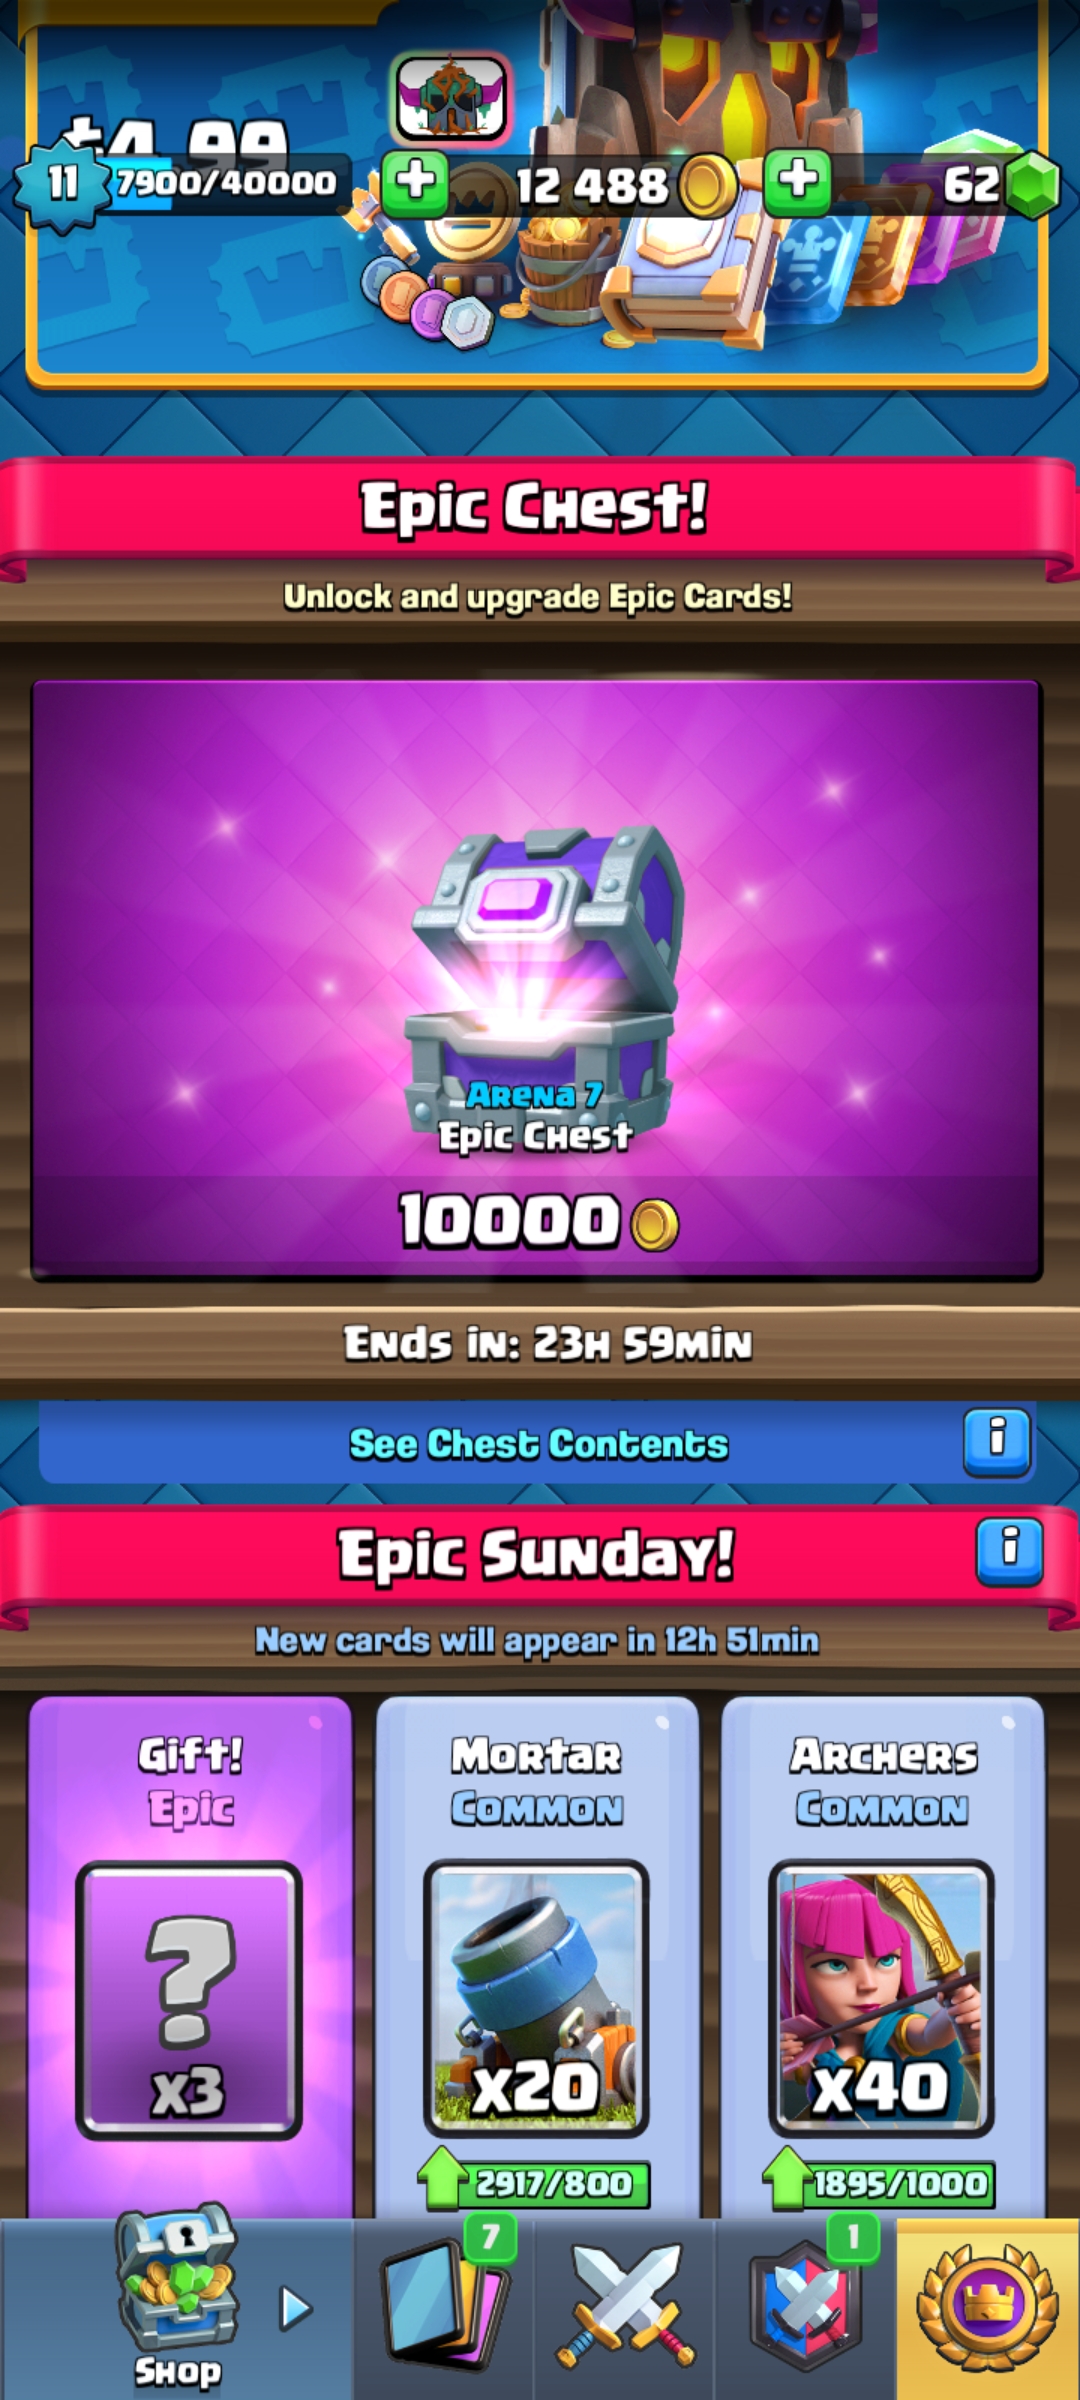 $4.99
11
7900/40000
12 488
62
Epic Chest!
Unlock and upgrade Epic Cards!
Arena 7
Epic Chest
10000
Ends in: 23h 59min
See Chest Contents
i
Epic Sunday!
i
New cards will appear in 12h 51min
Gift!
Epic
?
x3
Mortar
Common
x20
2917/800
Archers
Common
x40
1895/1000
7
1
Shop